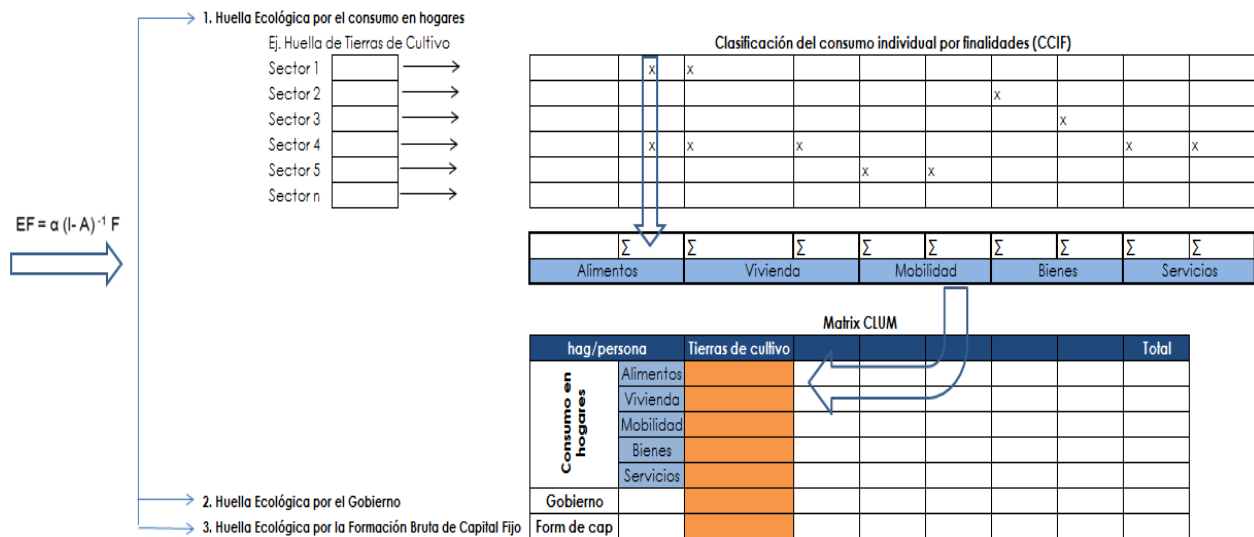 1. Huella Ecológica por el consumo en hogares
Ej. Huella de Tierras de Cultivo
Clasificación del consumo individual por finalidades (CCIF)
Sector 1 x x
Sector 2 x
Sector 3 x
Sector 4 x x x x x
Sector 5 x x
Sector n
EF = α (I- A) -1 F
Σ Σ Σ Σ Σ Σ Σ Σ Σ
Alimentos Vivienda Mobilidad Bienes Servicios
Matrix CLUM
hag/persona Tierras de cultivo Total
Consumo en hogares
Alimentos
Vivienda
Mobilidad
Bienes
Servicios
2. Huella Ecológica por el Gobierno Gobierno
3. Huella Ecológica por la Formación Bruta de Capital Fijo Form de cap